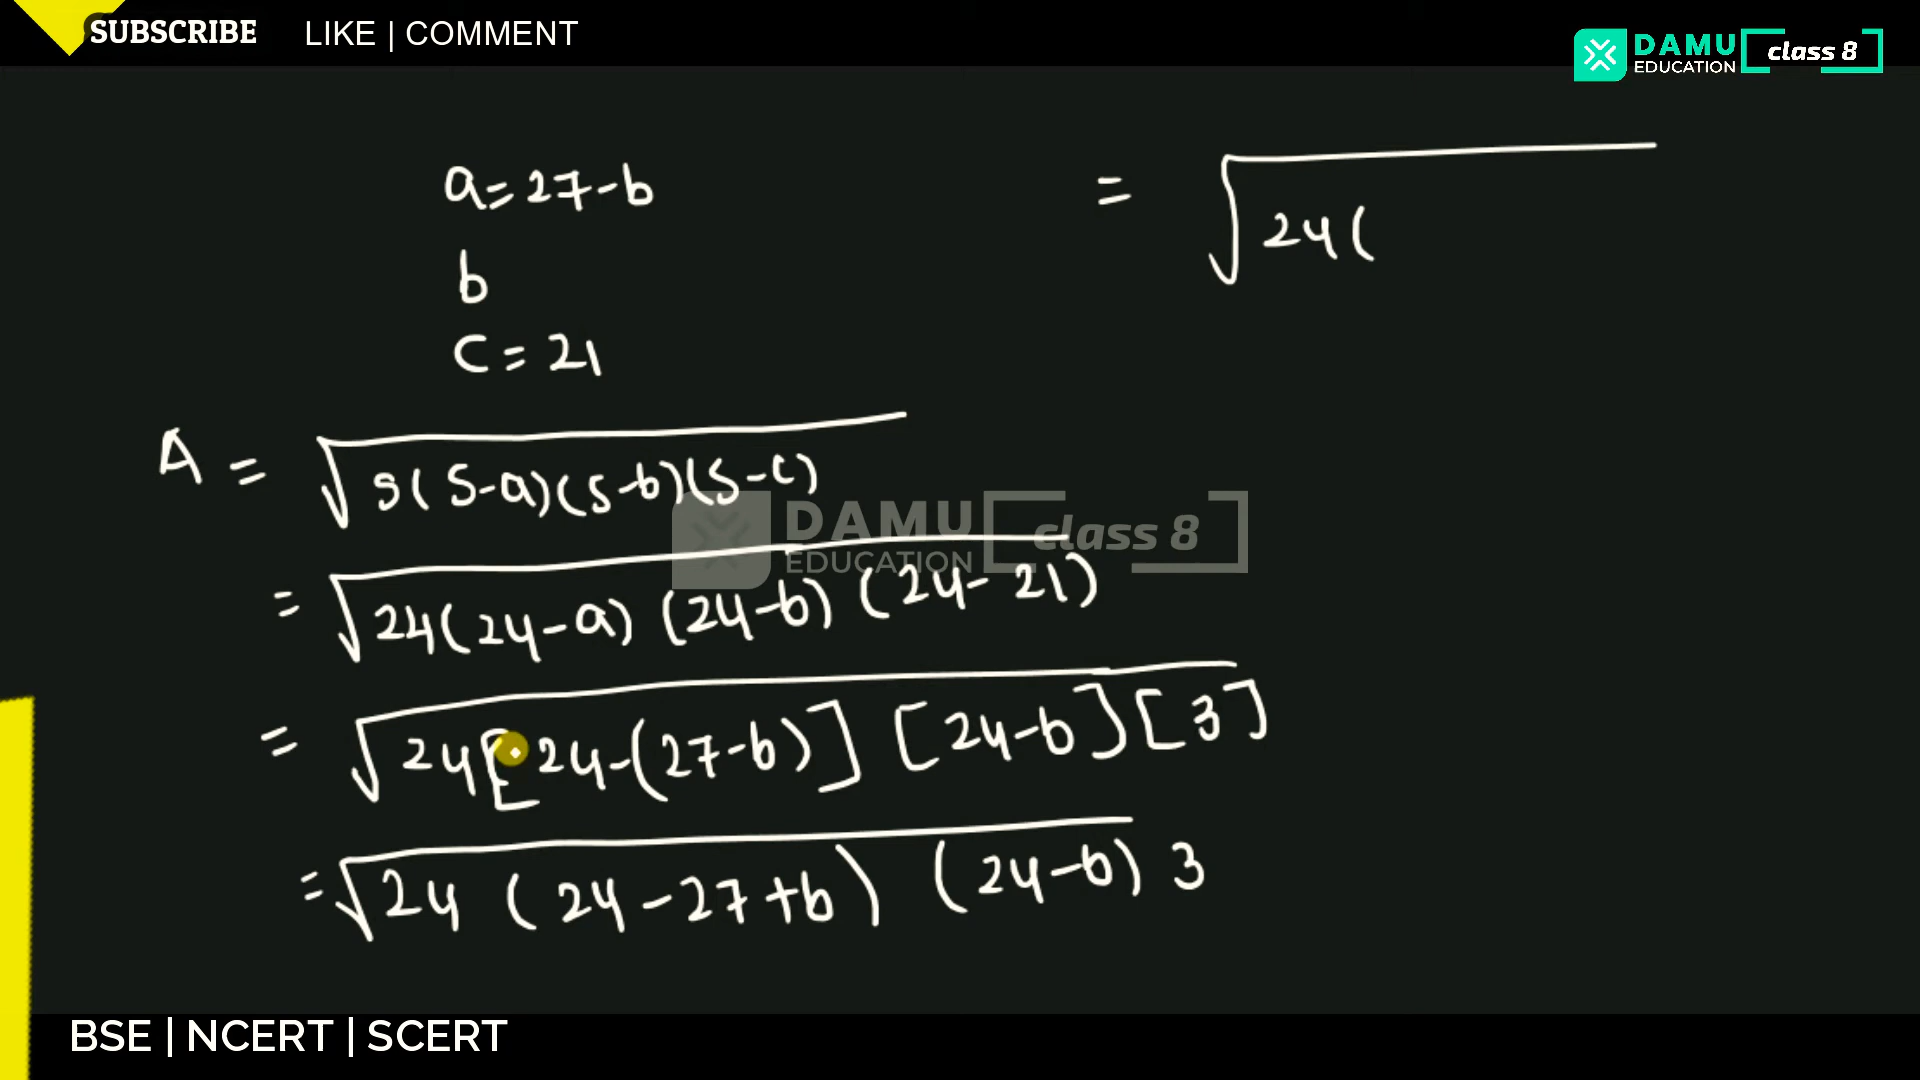 SUBSCRIBE LIKE | COMMENT
DAMU EDUCATION class 8
a=27-b
b
c=21
A = √s(s-a)(s-b)(s-c)
= √24(24-a) (24-b) (24-21)
= √24[24-(27-b)] [24-b][3]
=√24 (24-27+b) (24-b) 3
= √24(
DAMU EDUCATION class 8
BSE | NCERT | SCERT